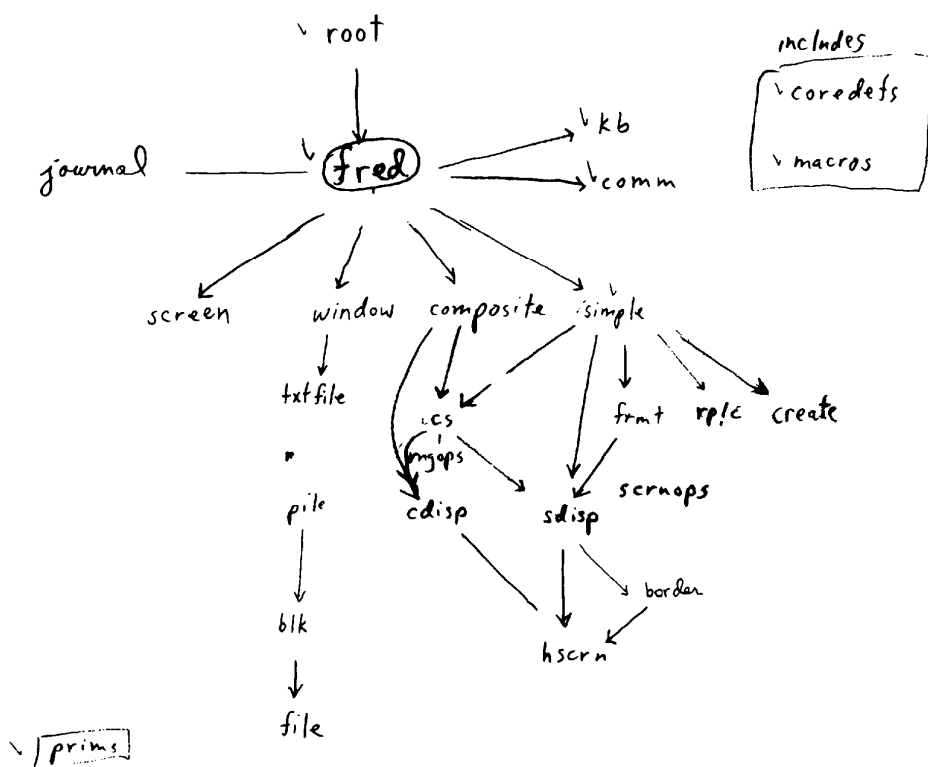 root
includes
coredefs
kb
journal
fred
macros
comm
screen
window
composite
simple
txtfile
cs
frmt
create
mgops
pile
cdisp
sdisp
scrnops
border
blk
hscrn
file
prims